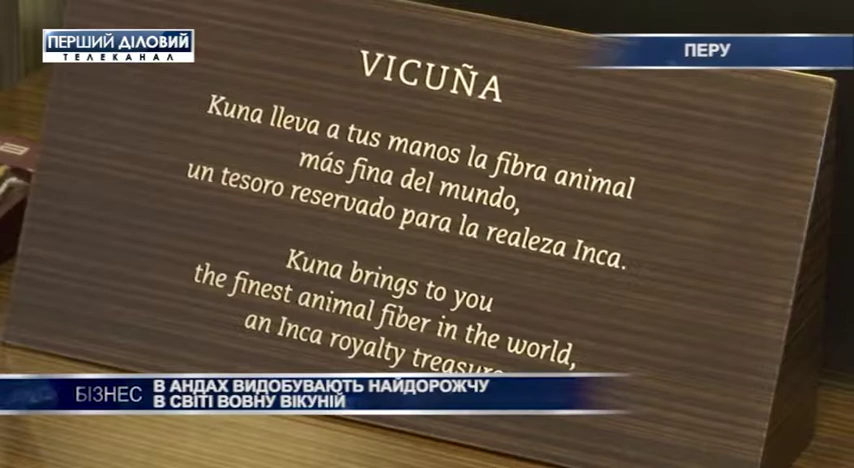 ПЕРШИЙ ДІЛОВИЙ
ТЕЛЕКАНАЛ
ПЕРУ
VICUÑA
Kuna lleva a tus manos la fibra animal
más fina del mundo,
un tesoro reservado para la realeza Inca.
Kuna brings to you
the finest animal fiber in the world,
an Inca royalty treasure
БІЗНЕС
В АНДАХ ВИДОБУВАЮТЬ НАЙДОРОЖЧУ
В СВІТІ ВОВНУ ВІКУНІЙ